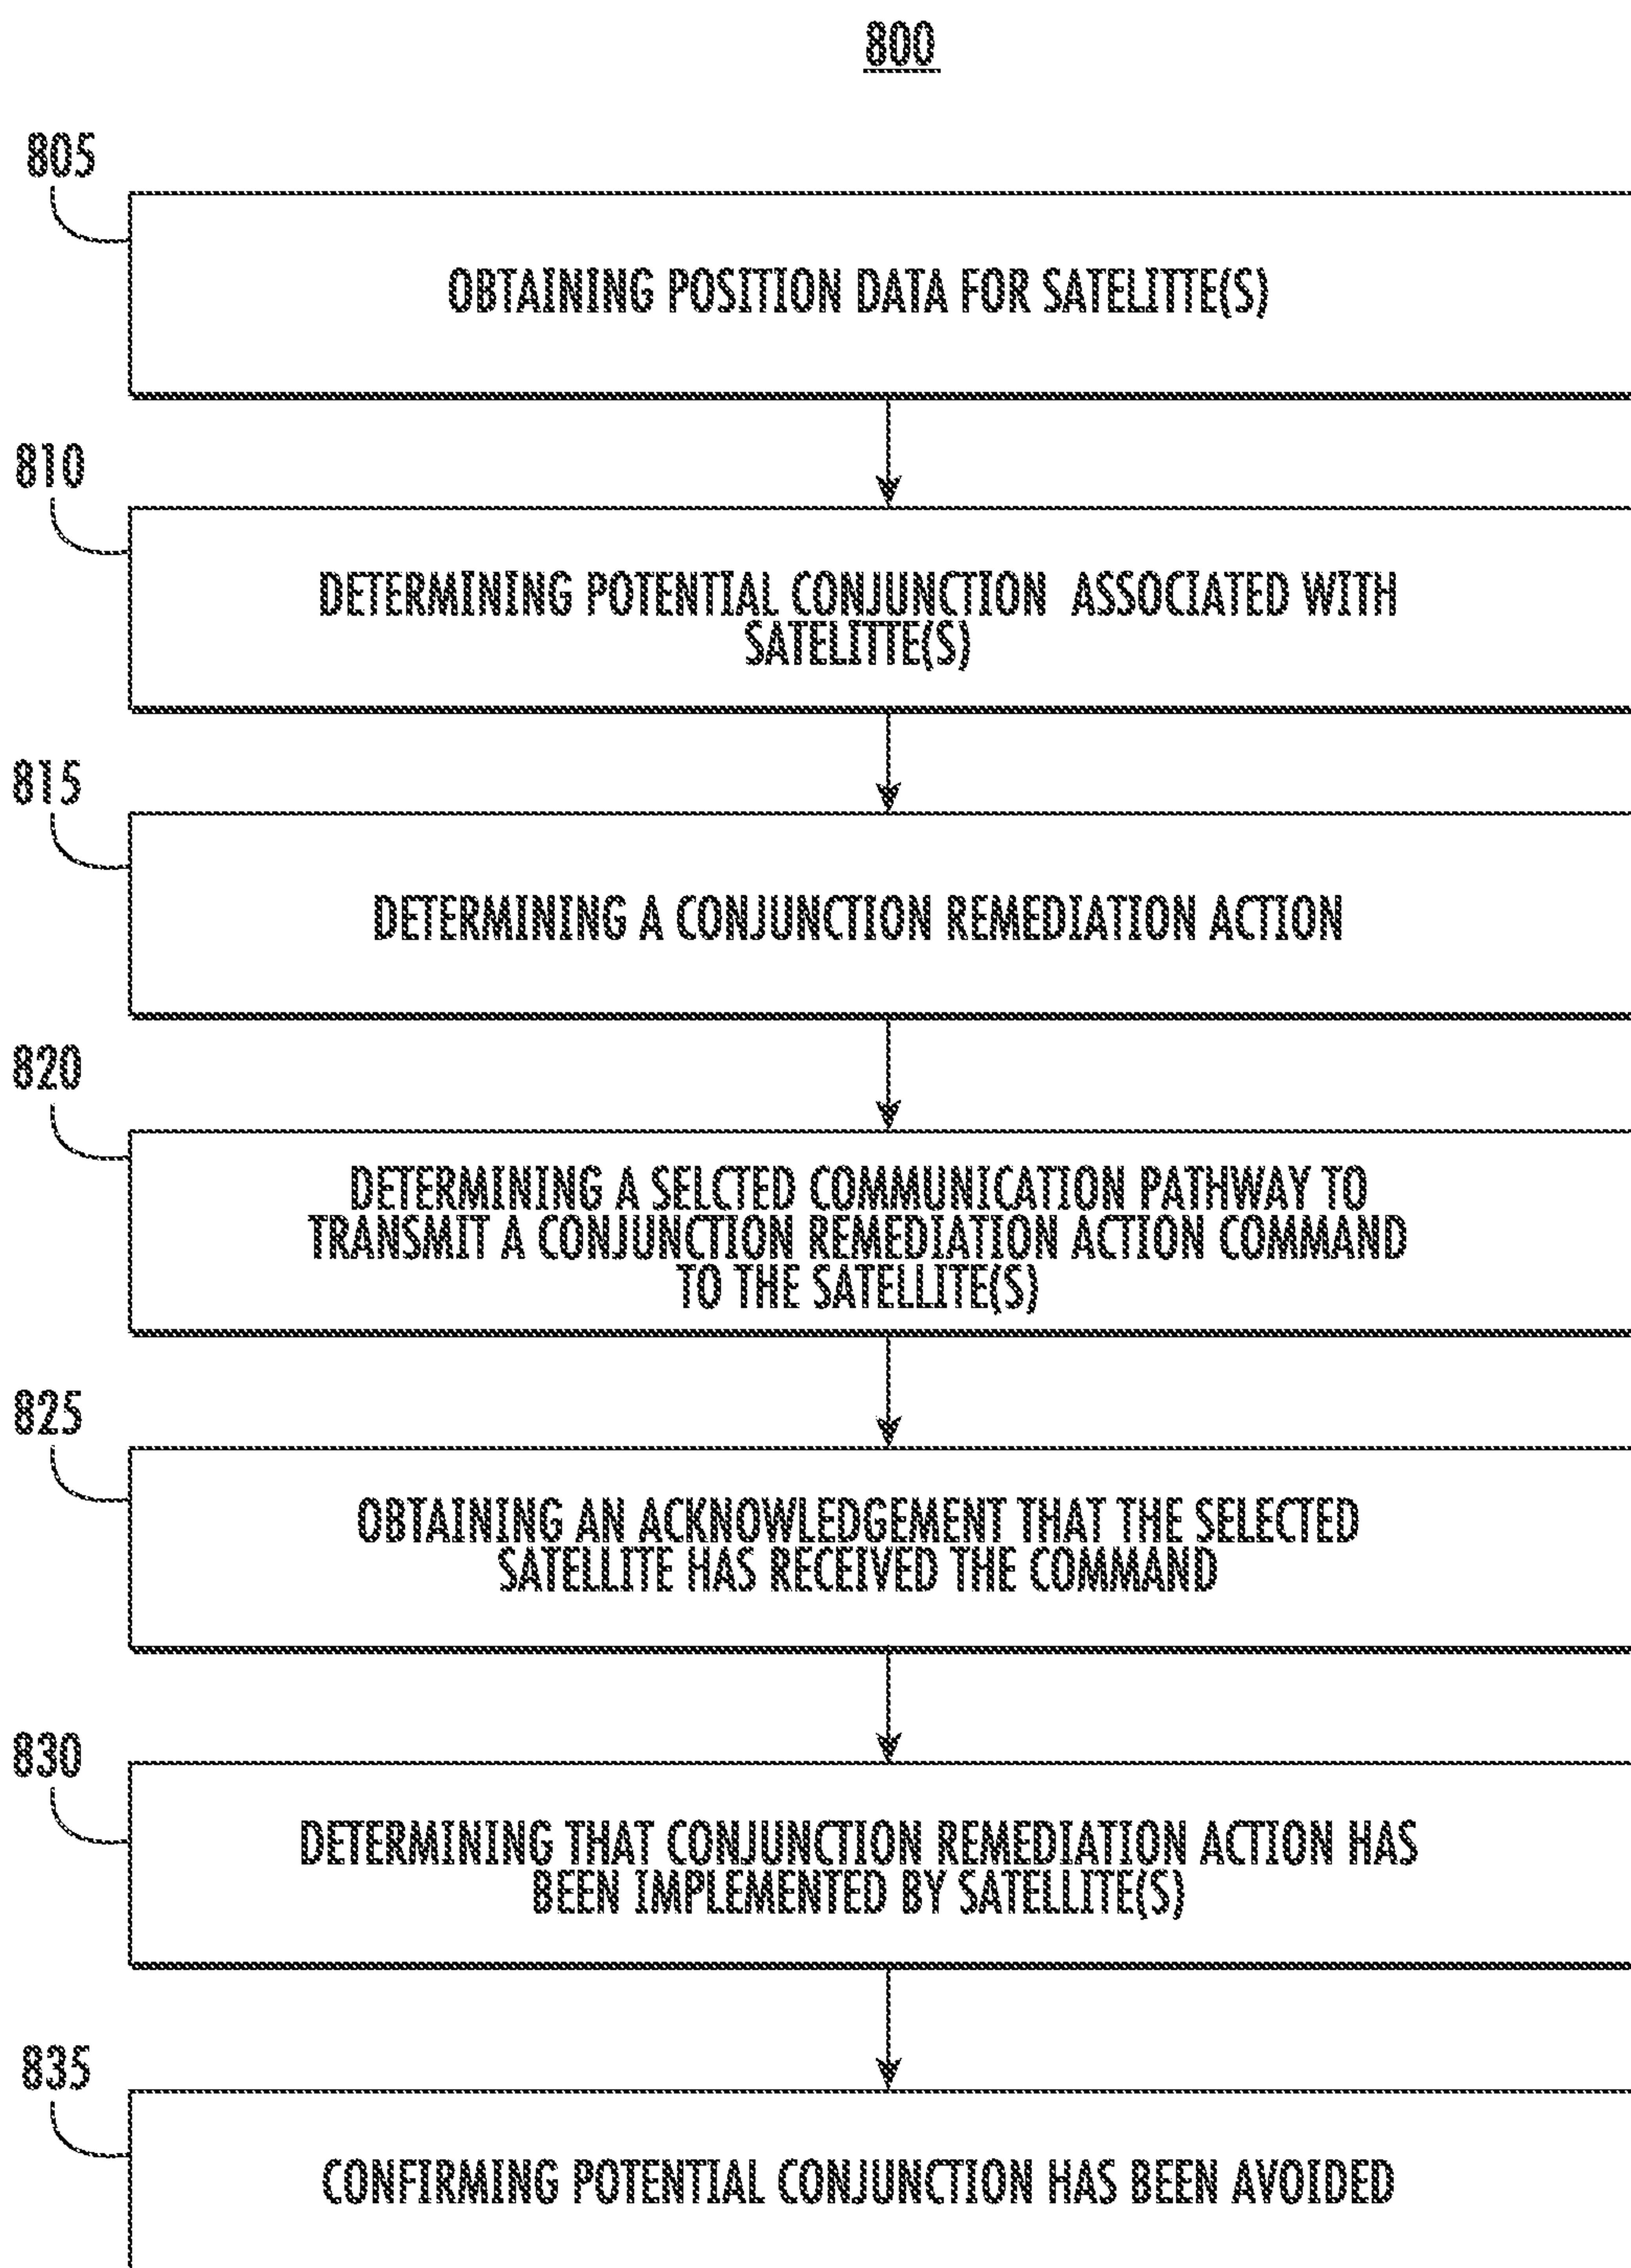 800
805
OBTAINING POSITION DATA FOR SATELITTE(S)
810
DETERMINING POTENTIAL CONJUNCTION ASSOCIATED WITH
SATELITTE(S)
815
DETERMINING A CONJUNCTION REMEDIATION ACTION
820
DETERMINING A SELCTED COMMUNICATION PATHWAY TO
TRANSMIT A CONJUNCTION REMEDIATION ACTION COMMAND
TO THE SATELLITE(S)
825
OBTAINING AN ACKNOWLEDGEMENT THAT THE SELECTED
SATELLITE HAS RECEIVED THE COMMAND
830
DETERMINING THAT CONJUNCTION REMEDIATION ACTION HAS
BEEN IMPLEMENTED BY SATELLITE(S)
835
CONFIRMING POTENTIAL CONJUNCTION HAS BEEN AVOIDED